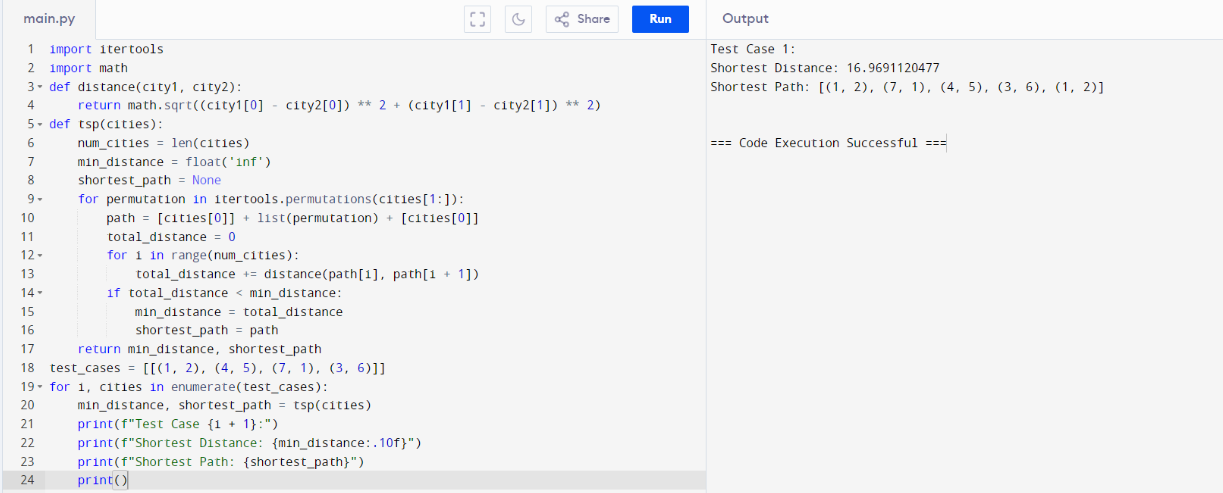 main.py
Share
Run
Output
1 import itertools
2 import math
3 def distance(city1, city2):
4     return math.sqrt((city1[0] - city2[0]) ** 2 + (city1[1] - city2[1]) ** 2)
5 def tsp(cities):
6     num_cities = len(cities)
7     min_distance = float('inf')
8     shortest_path = None
9     for permutation in itertools.permutations(cities[1:]):
10         path = [cities[0]] + list(permutation) + [cities[0]]
11         total_distance = 0
12         for i in range(num_cities):
13             total_distance += distance(path[i], path[i + 1])
14         if total_distance < min_distance:
15             min_distance = total_distance
16             shortest_path = path
17     return min_distance, shortest_path
18 test_cases = [[(1, 2), (4, 5), (7, 1), (3, 6)]]
19 for i, cities in enumerate(test_cases):
20     min_distance, shortest_path = tsp(cities)
21     print(f"Test Case {i + 1}:")
22     print(f"Shortest Distance: {min_distance:.10f}")
23     print(f"Shortest Path: {shortest_path}")
24     print()
Test Case 1:
Shortest Distance: 16.9691120477
Shortest Path: [(1, 2), (7, 1), (4, 5), (3, 6), (1, 2)]
=== Code Execution Successful ===